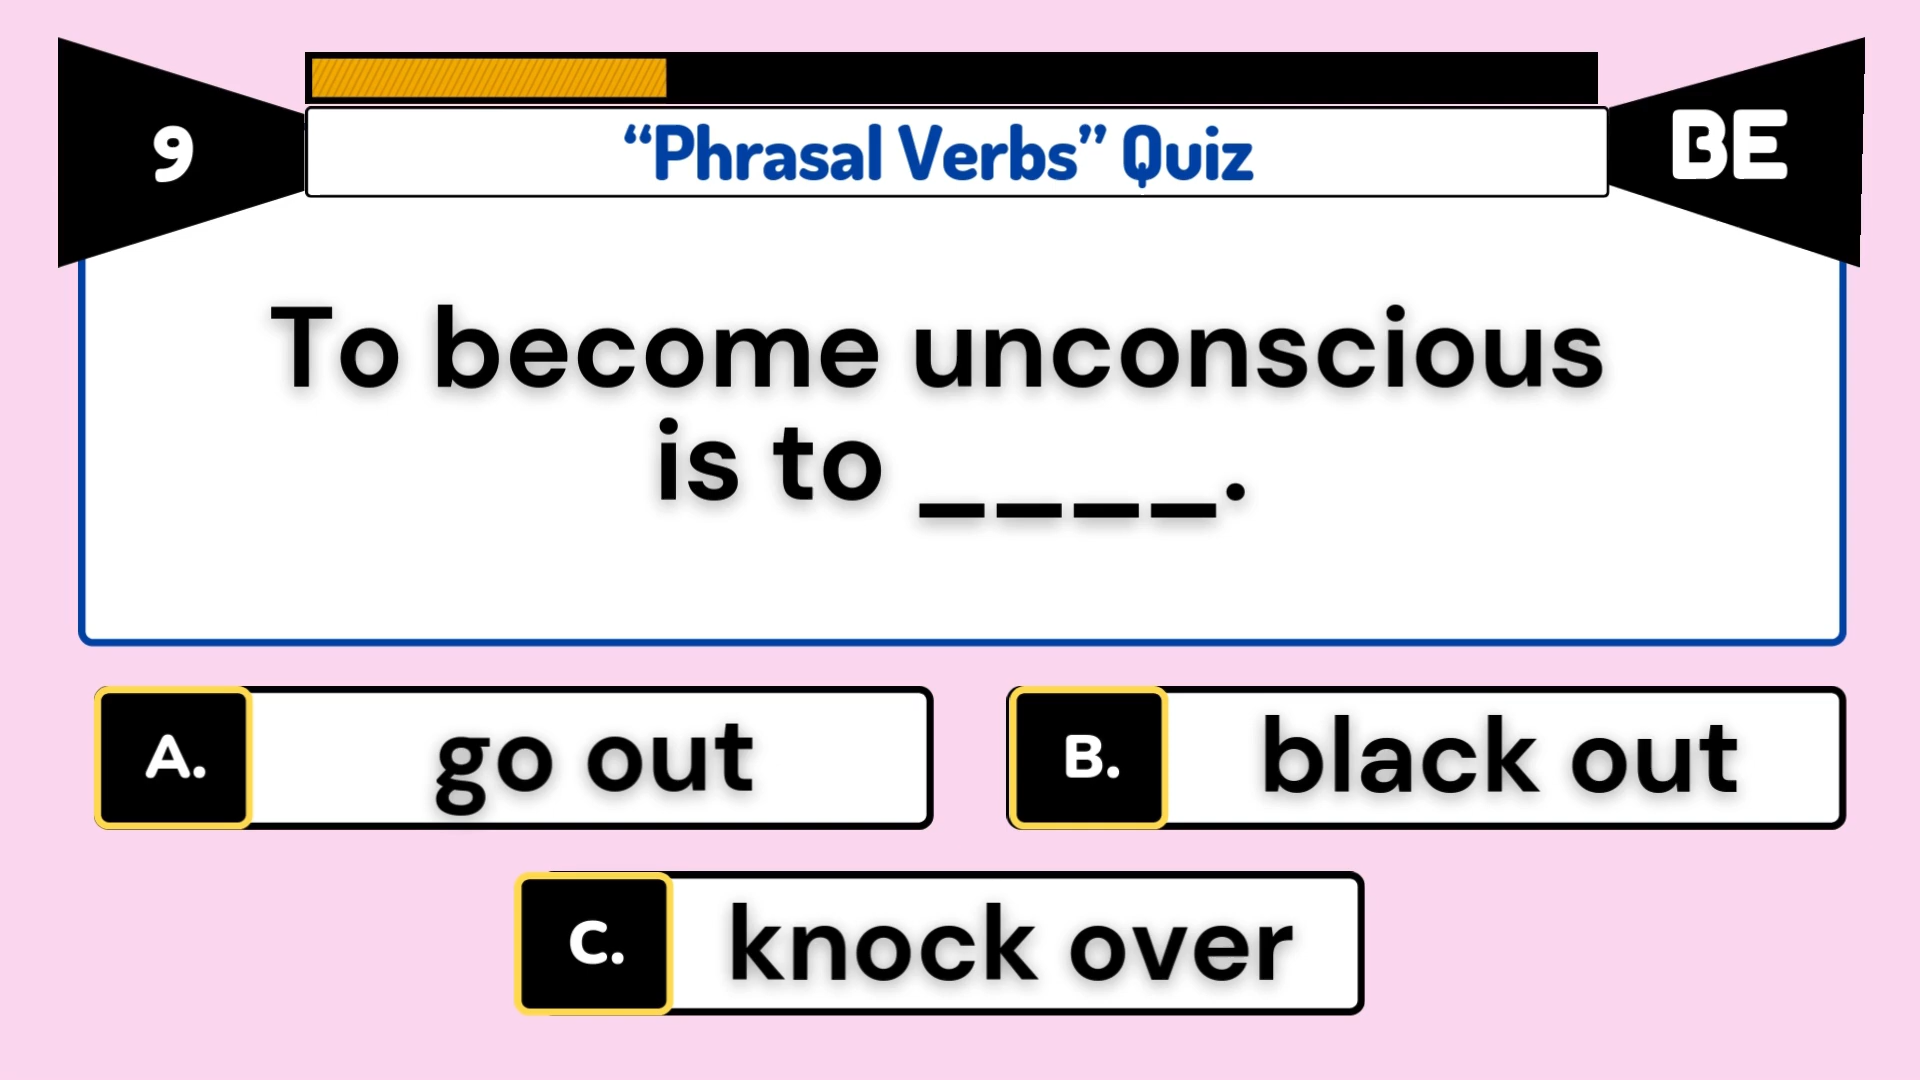 9
“Phrasal Verbs” Quiz
BE
To become unconscious
is to ____.
A.
go out
B.
black out
C.
knock over